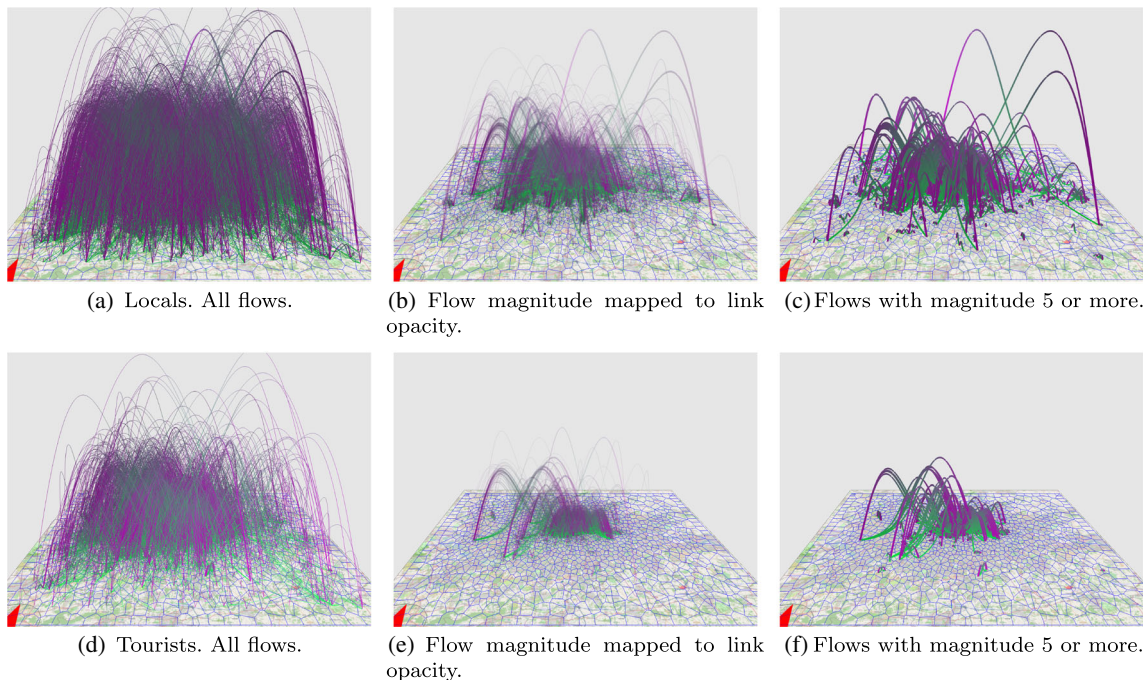 (a) Locals. All flows.
(b) Flow magnitude mapped to link
opacity.
(c) Flows with magnitude 5 or more.
(d) Tourists. All flows.
(e) Flow magnitude mapped to link
opacity.
(f) Flows with magnitude 5 or more.